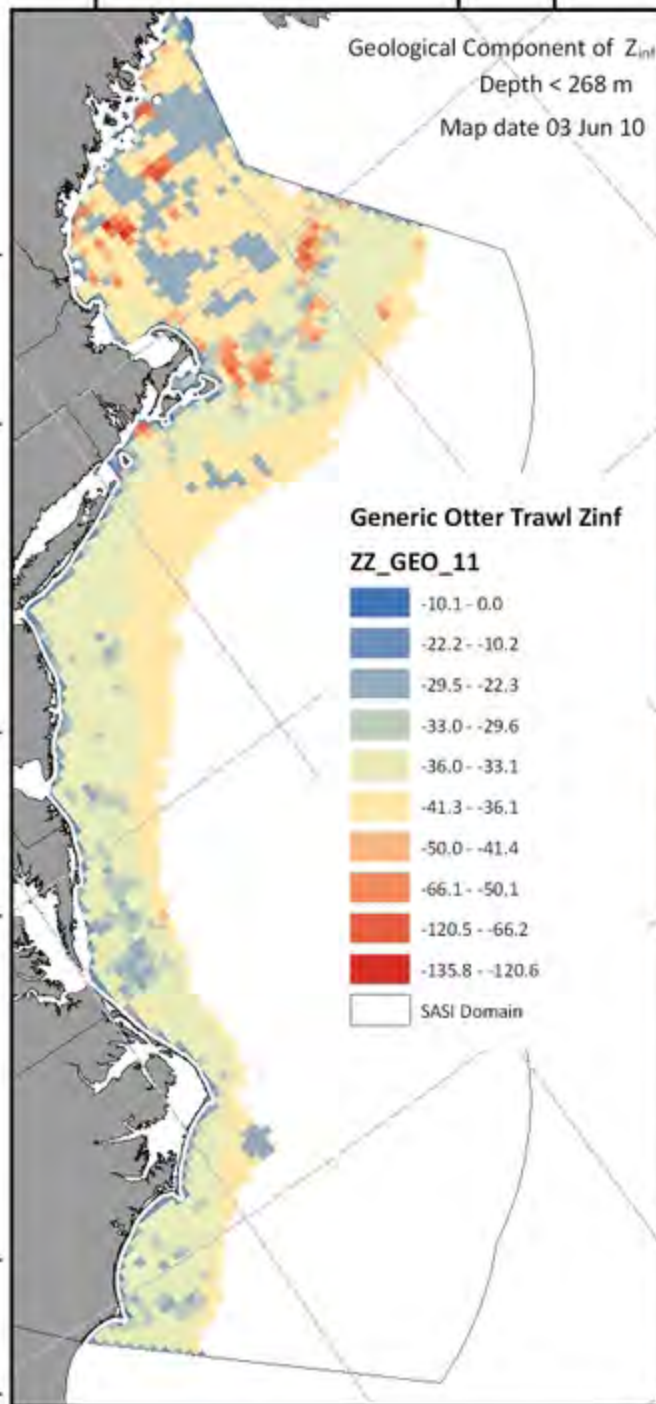 Geological Component of Zinf
Depth < 268 m
Map date 03 Jun 10
Generic Otter Trawl Zinf
ZZ_GEO_11
-10.1 - 0.0
-22.2 - -10.2
-29.5 - -22.3
-33.0 - -29.6
-36.0 - -33.1
-41.3 - -36.1
-50.0 - -41.4
-66.1 - -50.1
-120.5 - -66.2
-135.8 - -120.6
SASI Domain